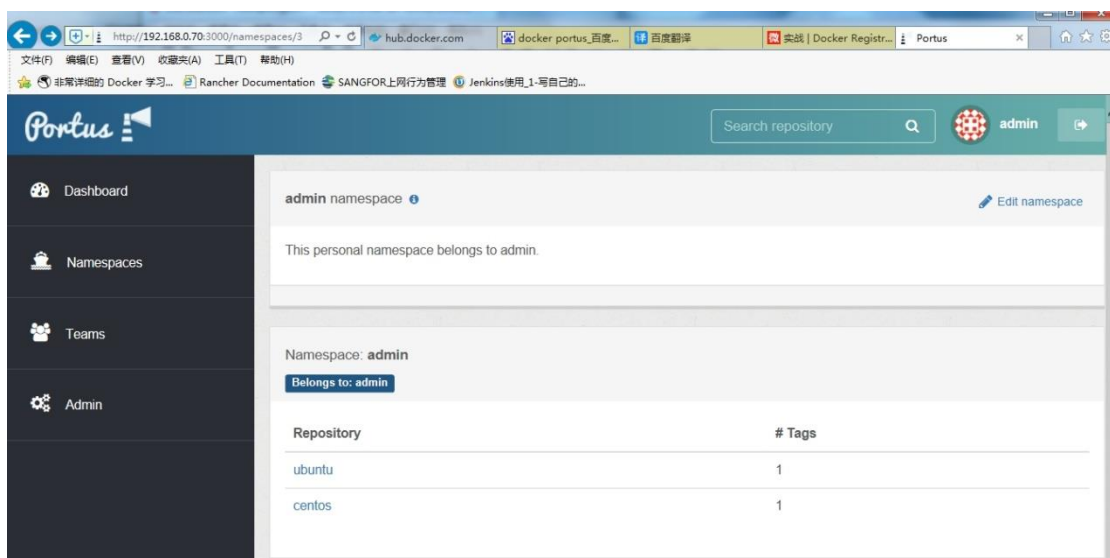 http://192.168.0.70:3000/namespaces/3
hub.docker.com
docker portus_百度...
百度翻译
实战 | Docker Registr...
Portus
文件(F) 编辑(E) 查看(V) 收藏夹(A) 工具(T) 帮助(H)
非常详细的 Docker 学习... Rancher Documentation SANGFOR上网行为管理 Jenkins使用_1-写自己的...
Portus
Search repository
admin
Dashboard
Namespaces
Teams
Admin
admin namespace
Edit namespace
This personal namespace belongs to admin.
Namespace: admin
Belongs to: admin
Repository # Tags
ubuntu 1
centos 1